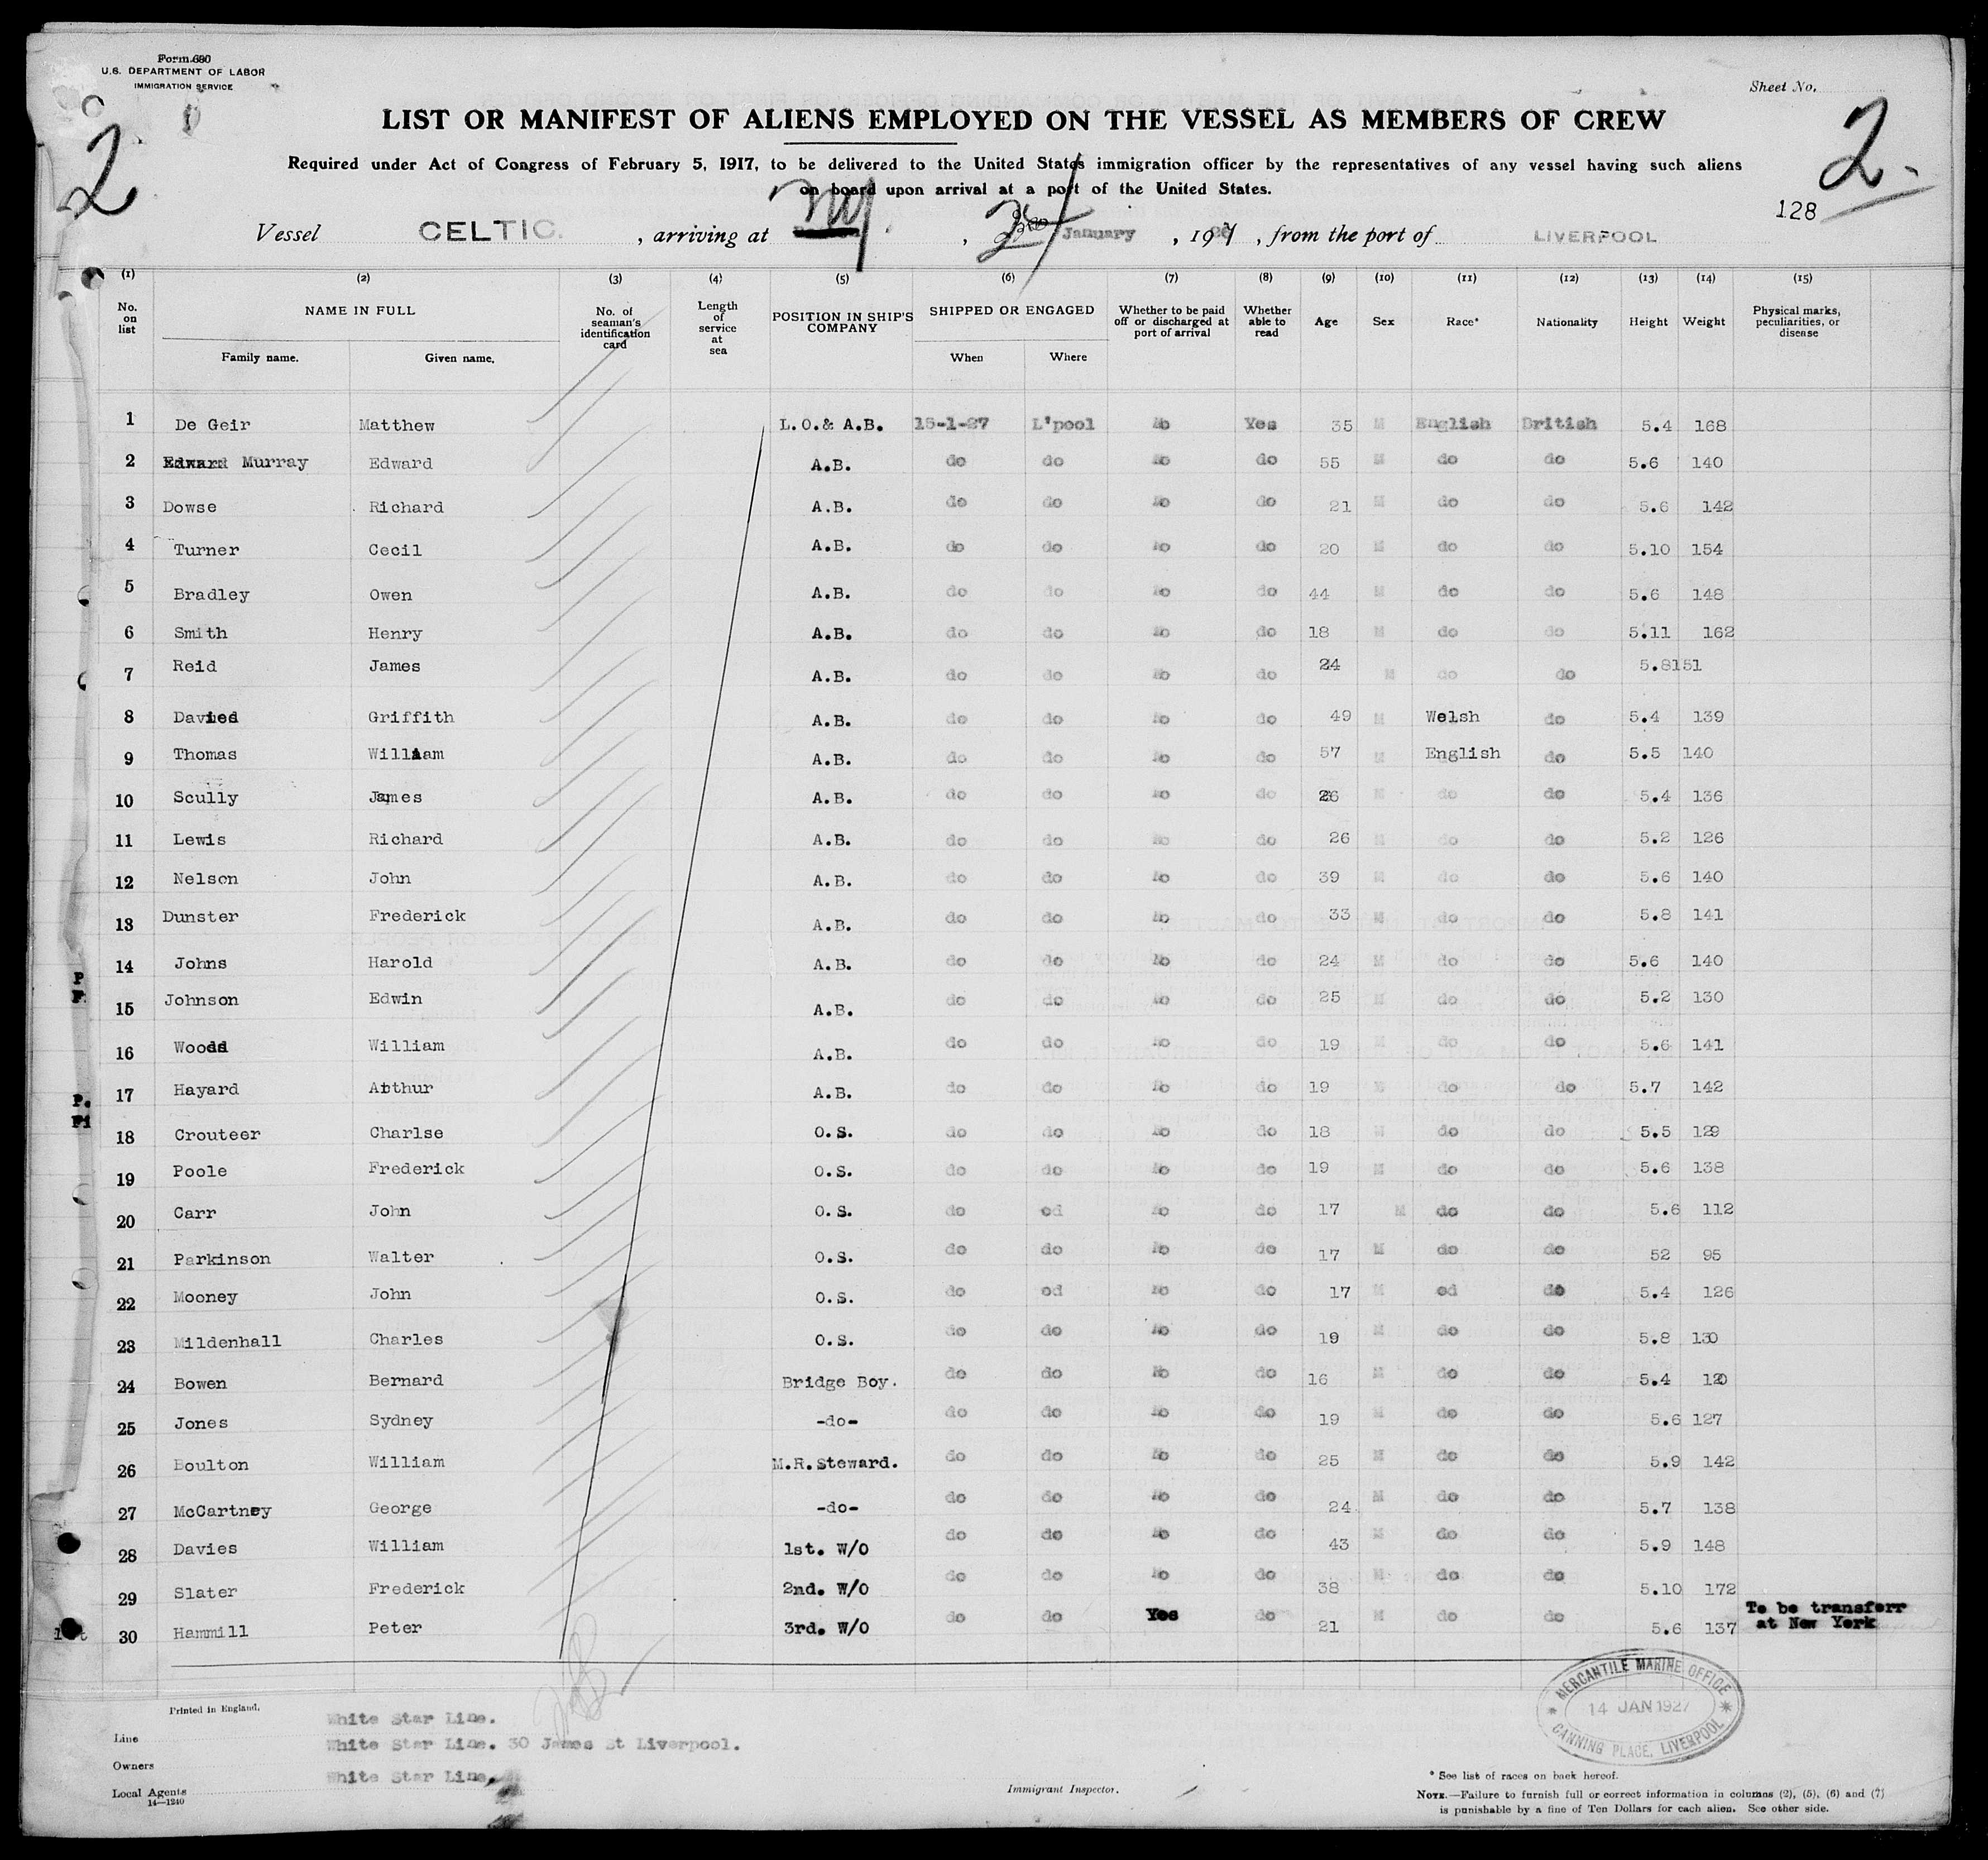 Form 680
U.S. DEPARTMENT OF LABOR
IMMIGRATION SERVICE
Sheet No.
2
2.
LIST OR MANIFEST OF ALIENS EMPLOYED ON THE VESSEL AS MEMBERS OF CREW
Required under Act of Congress of February 5, 1917, to be delivered to the United States immigration officer by the representatives of any vessel having such aliens
on board upon arrival at a port of the United States.
128
Vessel CELTIC. , arriving at NY , January , 19 , from the port of LIVERPOOL
(1) (2) (3) (4) (5) (6) (7) (8) (9) (10) (11) (12) (13) (14) (15)
No. on list NAME IN FULL Family name. Given name. No. of seaman's identification card Length of service at sea POSITION IN SHIP'S COMPANY SHIPPED OR ENGAGED When Where Whether to be paid off or discharged at port of arrival Whether able to read Age Sex Race* Nationality Height Weight Physical marks, peculiarities, or disease
1 De Geir Matthew L.O.& A.B. 15-1-27 L'pool No Yes 35 M English British 5.4 168
2 Murray Edward A.B. do do No do 55 M do do 5.6 140
3 Dowse Richard A.B. do do No do 21 M do do 5.6 142
4 Turner Cecil A.B. do do No do 20 M do do 5.10 154
5 Bradley Owen A.B. do do No do 44 M do do 5.6 148
6 Smith Henry A.B. do do No do 18 M do do 5.11 162
7 Reid James A.B. do do No do 24 M do do 5.8 151
8 Davies Griffith A.B. do do No do 49 M Welsh do 5.4 139
9 Thomas William A.B. do do No do 57 M English do 5.5 140
10 Scully James A.B. do do No do 26 M do do 5.4 136
11 Lewis Richard A.B. do do No do 26 M do do 5.2 126
12 Nelson John A.B. do do No do 39 M do do 5.6 140
13 Dunster Frederick A.B. do do No do 33 M do do 5.8 141
14 Johns Harold A.B. do do No do 24 M do do 5.6 140
15 Johnson Edwin A.B. do do No do 25 M do do 5.2 130
16 Woods William A.B. do do No do 19 M do do 5.6 141
17 Hayard Arthur A.B. do do No do 19 M do do 5.7 142
18 Crouteer Charlse O.S. do do No do 18 M do do 5.5 129
19 Poole Frederick O.S. do do No do 19 M do do 5.6 138
20 Carr John O.S. do od No do 17 M do do 5.6 112
21 Parkinson Walter O.S. do do No do 17 M do do 52 95
22 Mooney John O.S. do od No do 17 M od do 5.4 126
23 Mildenhall Charles O.S. do do No do 19 M do do 5.8 130
24 Bowen Bernard Bridge Boy. do do No do 16 M do do 5.4 120
25 Jones Sydney -do- do do No do 19 M do do 5.6 127
26 Boulton William M.R.Steward. do do No do 25 M do do 5.9 142
27 McCartney George -do- do do No do 24 M do do 5.7 138
28 Davies William 1st. W/O do do No do 43 M do do 5.9 148
29 Slater Frederick 2nd. W/O do do No do 38 M do do 5.10 172
30 Hammill Peter 3rd. W/O do do Yes do 21 M do do 5.6 137 To be transferr at New York
MERCANTILE MARINE OFFICE
14 JAN 1927
CANNING PLACE, LIVERPOOL
Printed in England.
Line White Star Line.
Owners White Star Line. 30 James St Liverpool.
Local Agents White Star Line.
14—1240
Immigrant Inspector.
* See list of races on back hereof.
NOTE.—Failure to furnish full or correct information in columns (2), (5), (6) and (7)
is punishable by a fine of Ten Dollars for each alien. See other side.